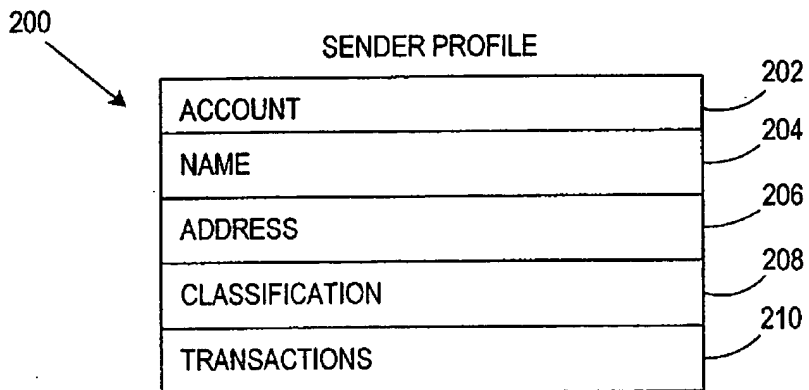 200
SENDER PROFILE
ACCOUNT 202
NAME 204
ADDRESS 206
CLASSIFICATION 208
TRANSACTIONS 210